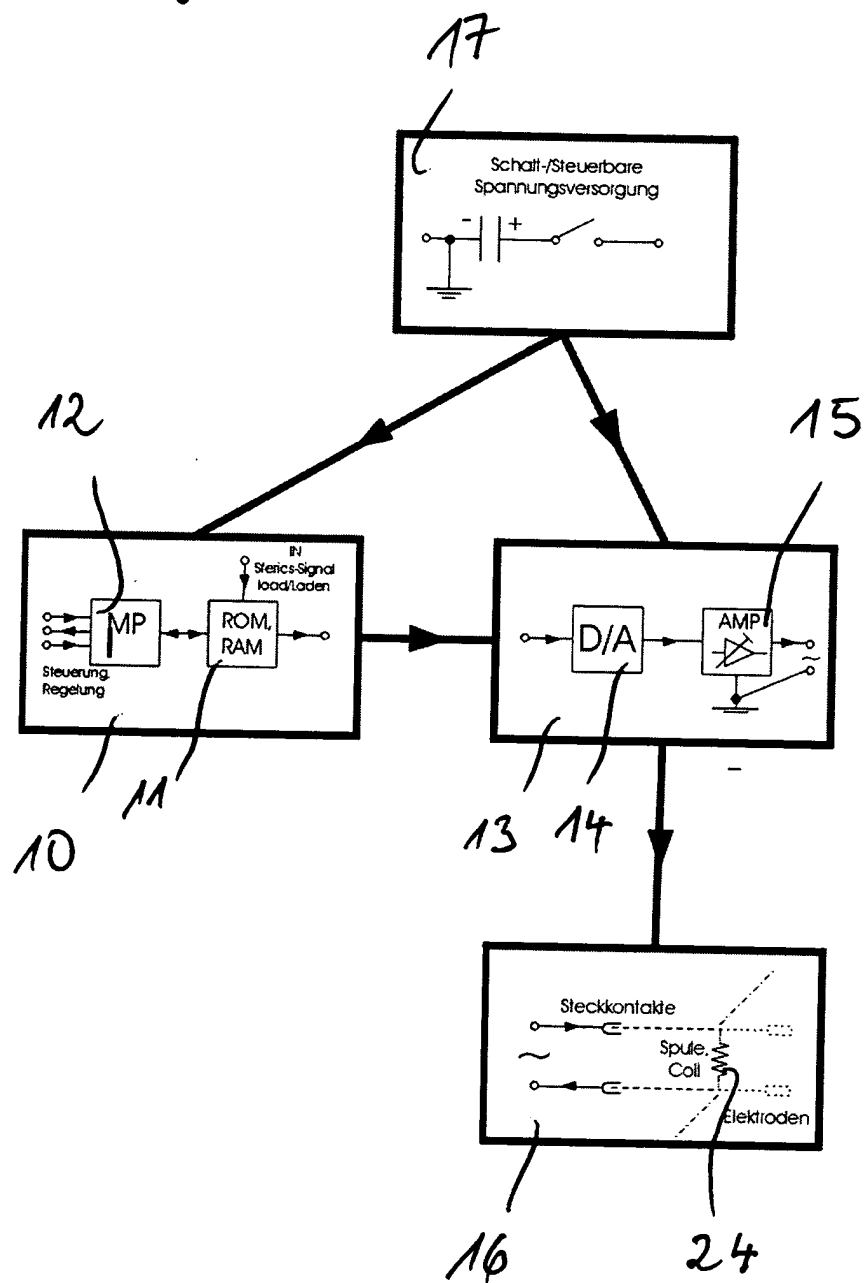 17
Schalt-/Steuerbare
Spannungsversorgung
- +
12
15
IN
Sferics-Signal
load/Laden
MP
ROM,
RAM
Steuerung,
Regelung
D/A
AMP
~
10
11
13
14
-
Steckkontakte
~
Spule,
Coil
Elektroden
16
24